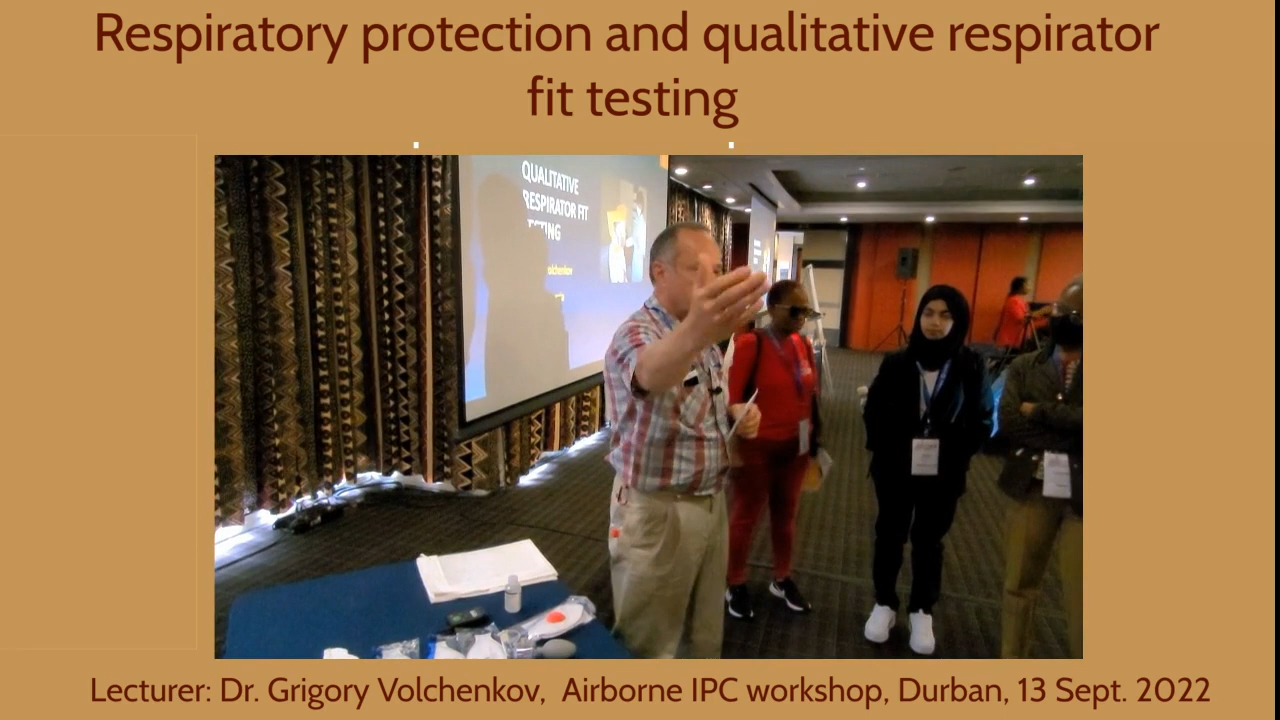 Respiratory protection and qualitative respirator
fit testing
QUALITATIVE
RESPIRATOR FIT
TESTING
Lecturer: Dr. Grigory Volchenkov,  Airborne IPC workshop, Durban, 13 Sept. 2022